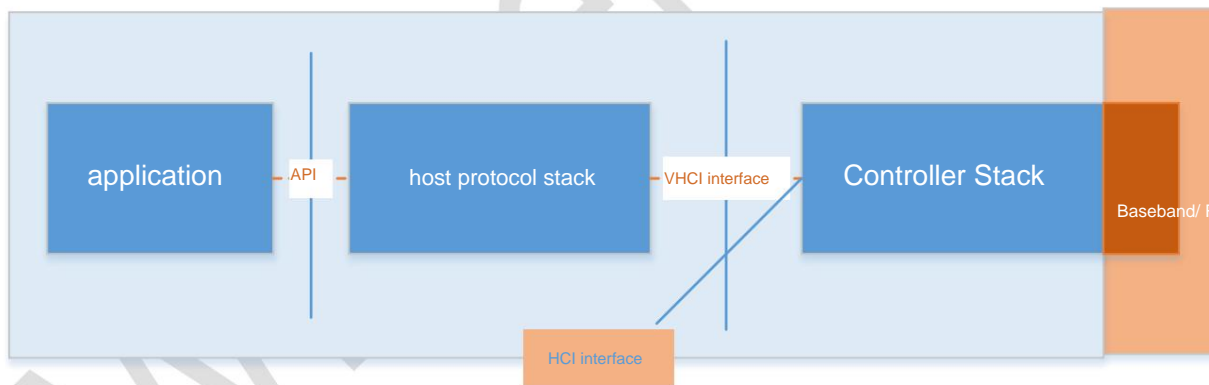 application
API
host protocol stack
VHCI interface
Controller Stack
Baseband/
HCI interface